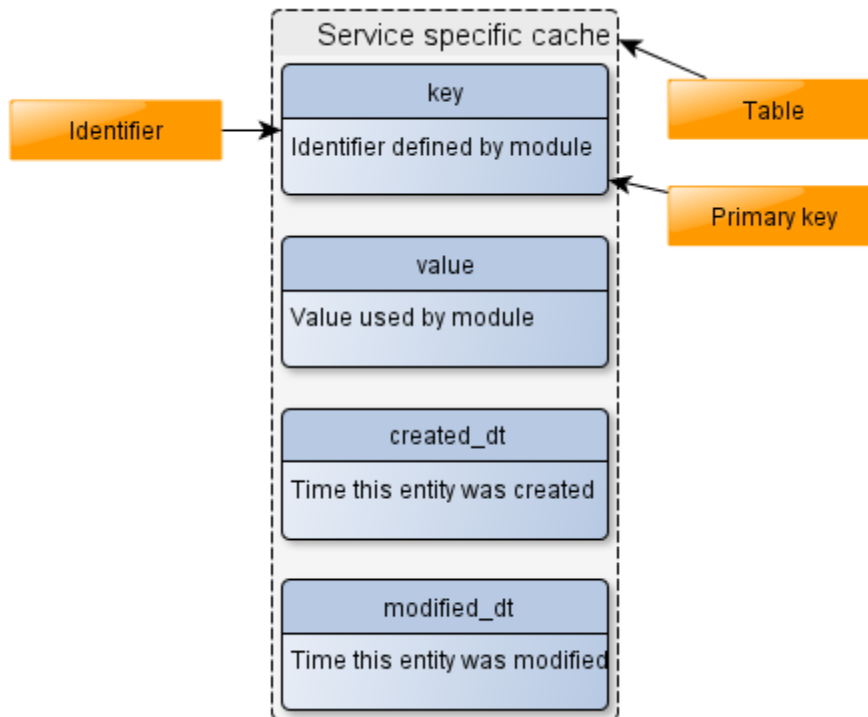 Service specific cache
key
Identifier defined by module
Identifier
Table
Primary key
value
Value used by module
created_dt
Time this entity was created
modified_dt
Time this entity was modified